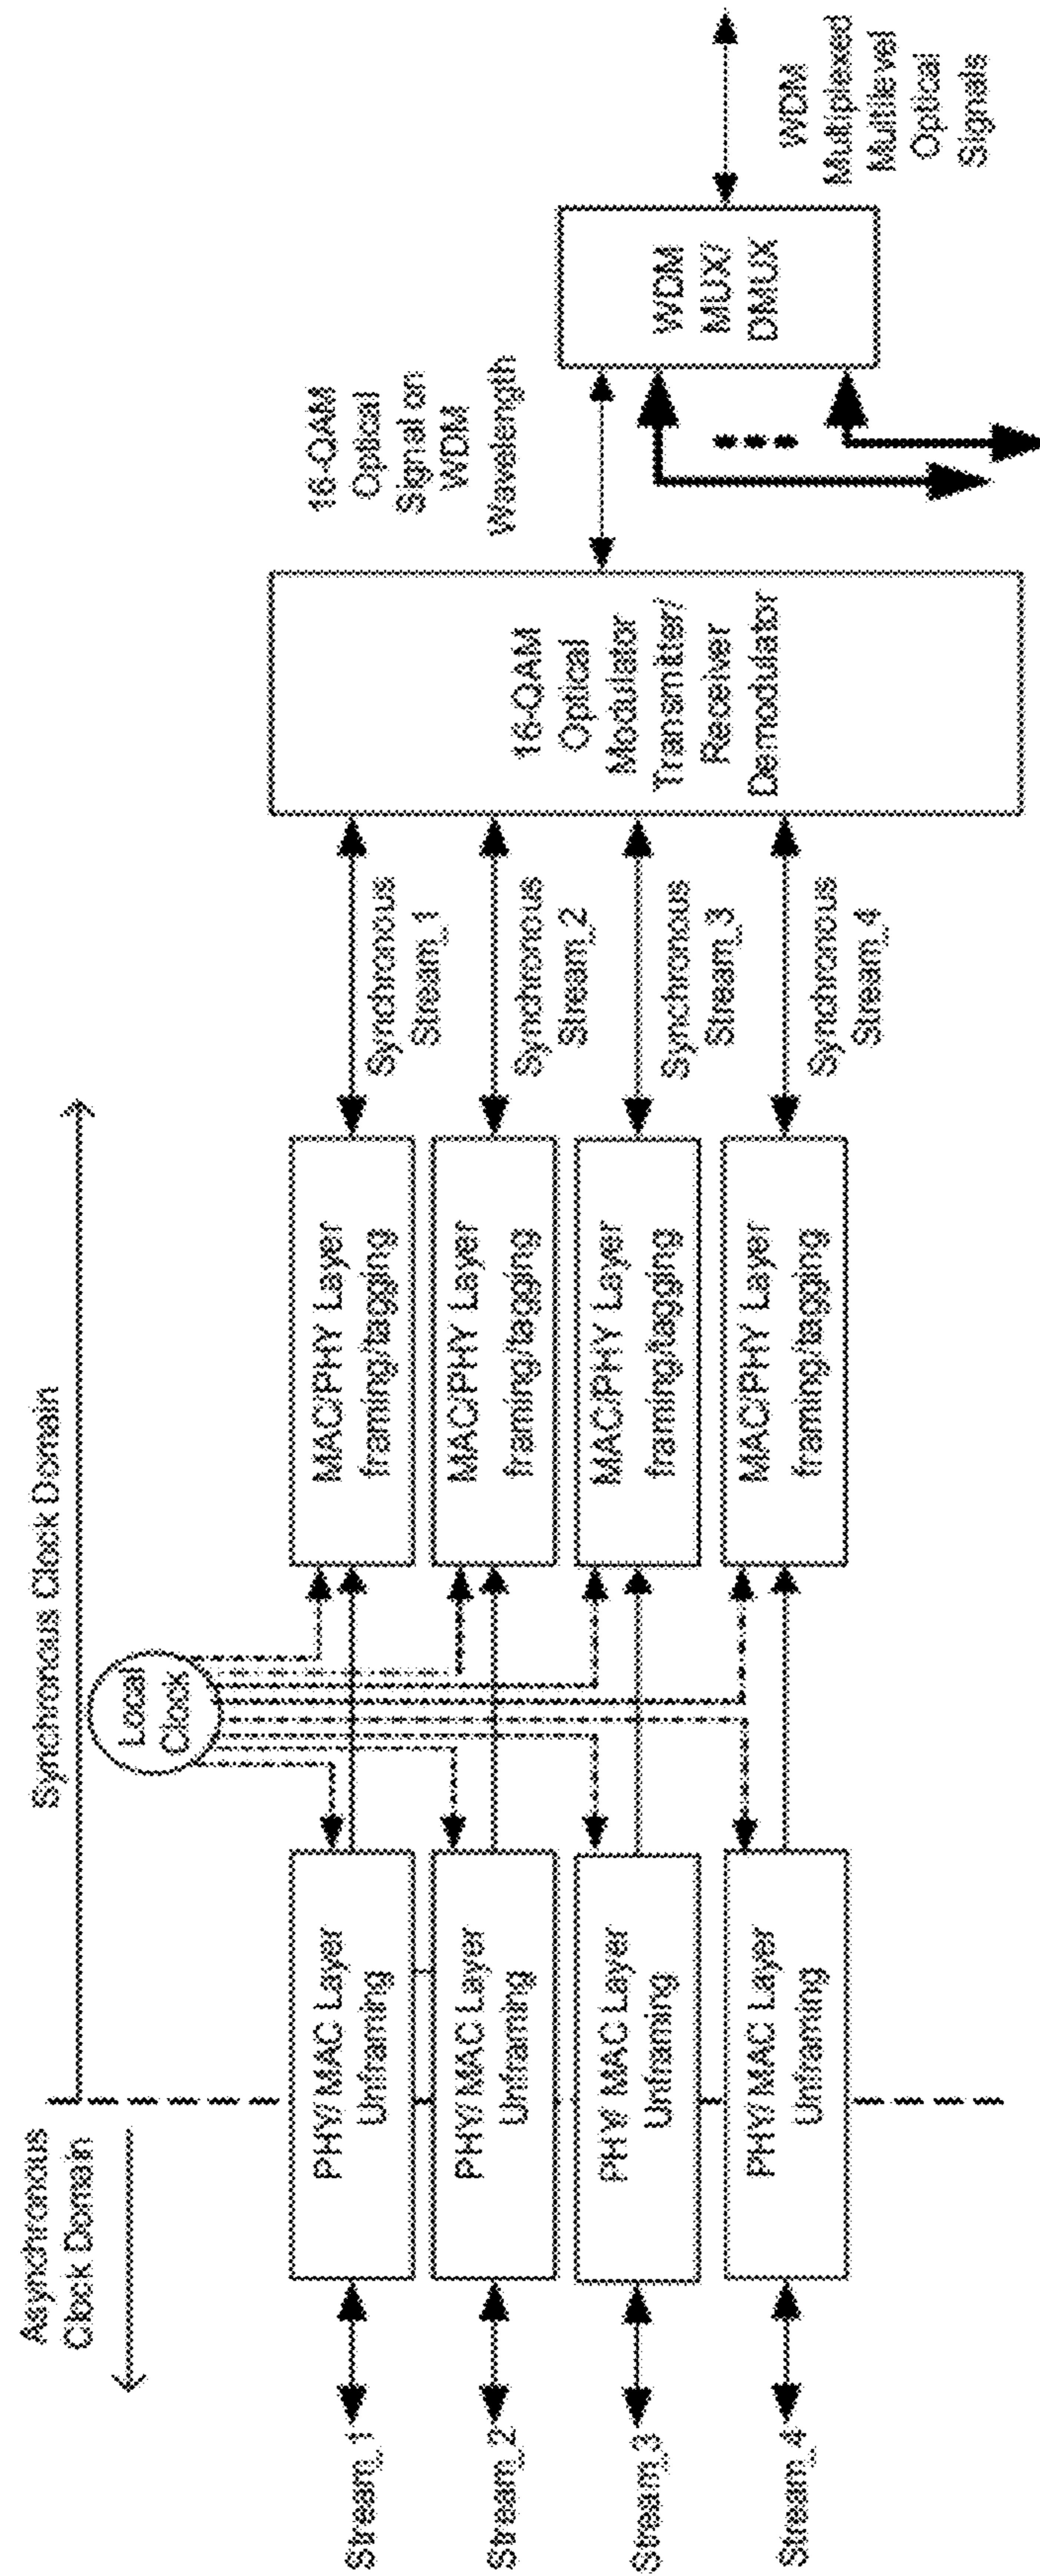 Asynchronous
Clock Domain
Synchronous Clock Domain
Local
Clock
Stream_1
PHY/ MAC Layer
Unframing
MAC/PHY Layer
framing/tagging
Synchronous
Stream_1
Stream_2
PHY/ MAC Layer
Unframing
MAC/PHY Layer
framing/tagging
Synchronous
Stream_2
Stream_3
PHY/ MAC Layer
Unframing
MAC/PHY Layer
framing/tagging
Synchronous
Stream_3
Stream_4
PHY/ MAC Layer
Unframing
MAC/PHY Layer
framing/tagging
Synchronous
Stream_4
16-QAM
Optical
Modulator
Transmitter/
Receiver
Demodulator
16-QAM
Optical
Signal on
WDM
Wavelength
WDM
MUX/
DMUX
WDM
Multiplexed
Multilevel
Optical
Signals